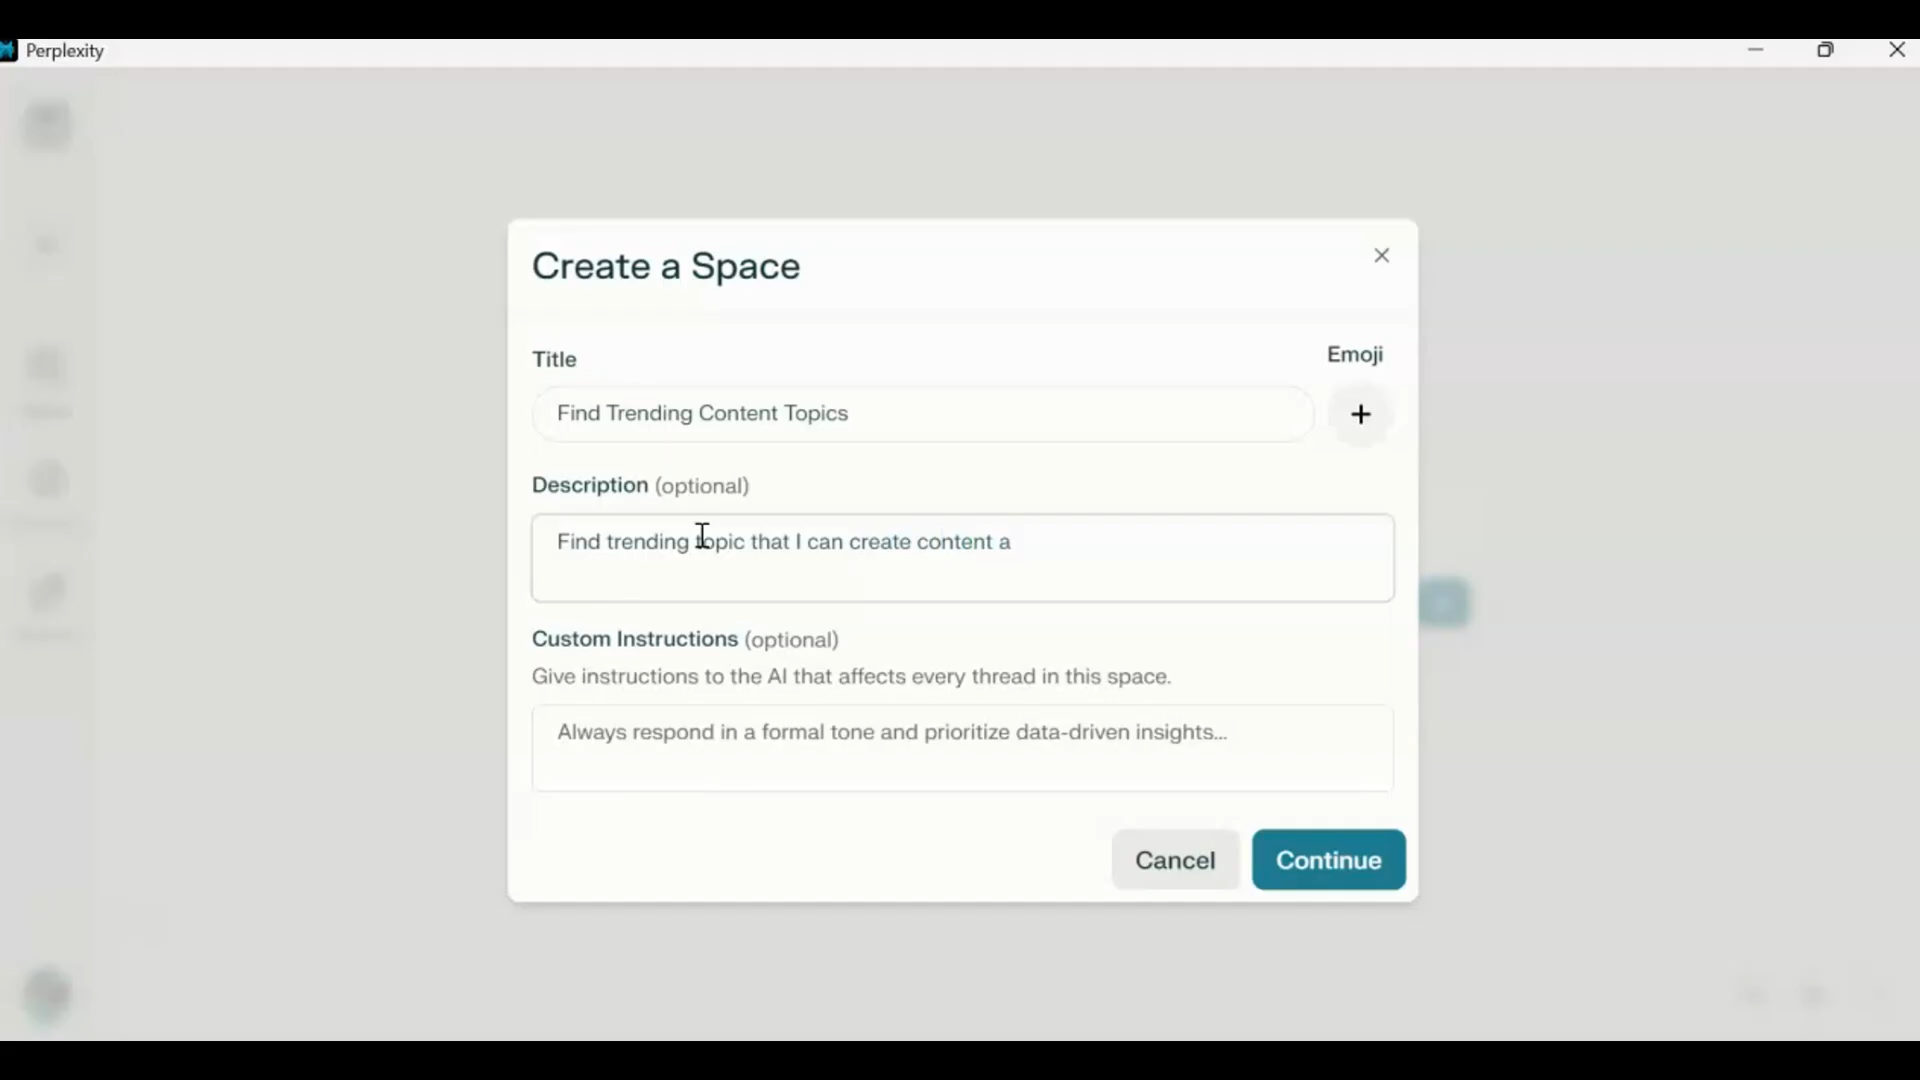 Perplexity
Create a Space
Title
Emoji
Find Trending Content Topics
Description (optional)
Find trending topic that I can create content a
Custom Instructions (optional)
Give instructions to the AI that affects every thread in this space.
Always respond in a formal tone and prioritize data-driven insights...
Cancel
Continue